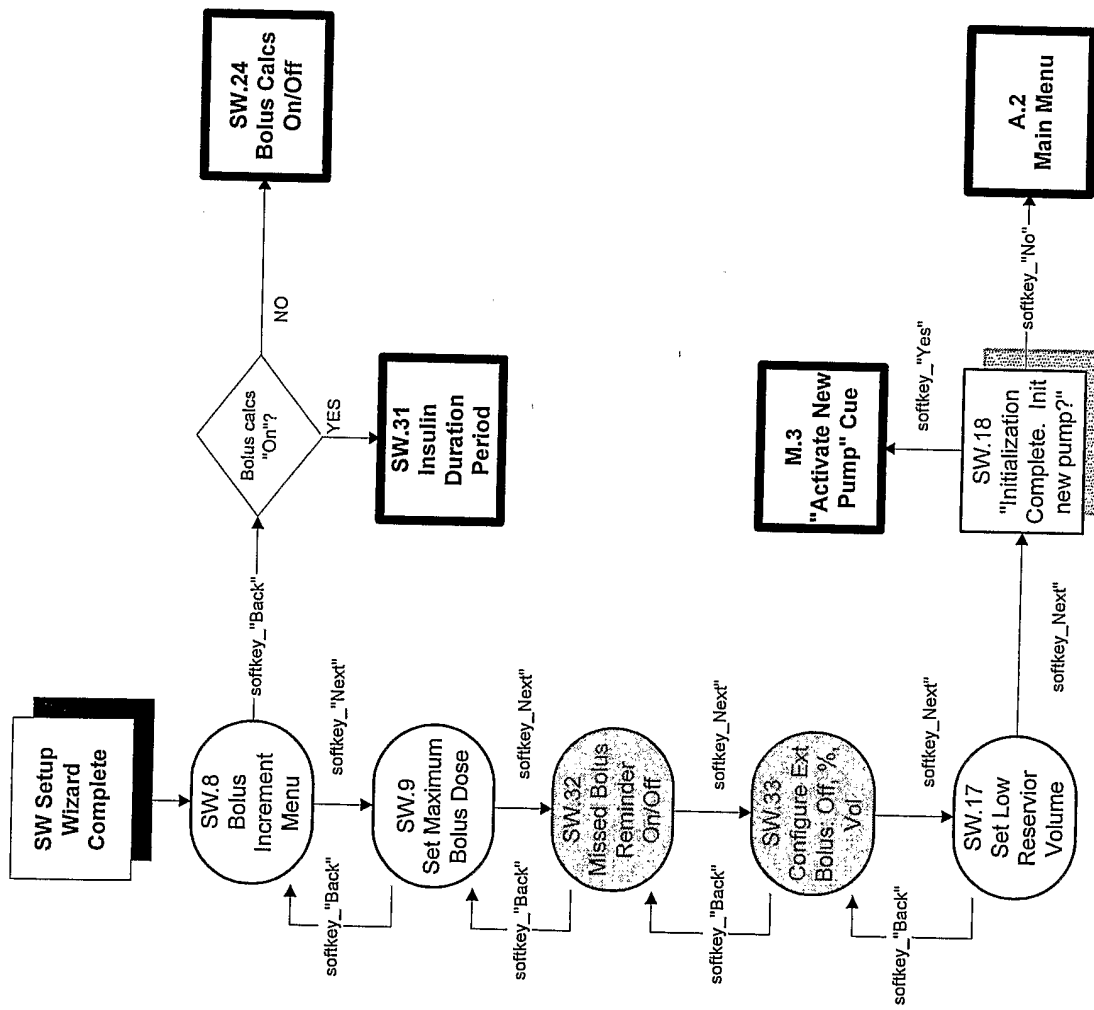 SW Setup
Wizard
Complete
SW.8
Bolus
Increment
Menu
softkey_"Back"
Bolus calcs
"On"?
NO
SW.24
Bolus Calcs
On/Off
YES
SW.31
Insulin
Duration
Period
softkey_"Next"
softkey_"Back"
SW.9
Set Maximum
Bolus Dose
softkey_Next"
softkey_"Back"
SW.32
Missed Bolus
Reminder
On/Off
softkey_Next"
softkey_"Back"
SW.33
Configure Ext
Bolus: Off, %,
Vol
softkey_Next"
softkey_"Back"
SW.17
Set Low
Reservior
Volume
softkey_Next"
SW.18
"Initialization
Complete. Init
new pump?"
softkey_"Yes"
M.3
"Activate New
Pump" Cue
softkey_"No"
A.2
Main Menu